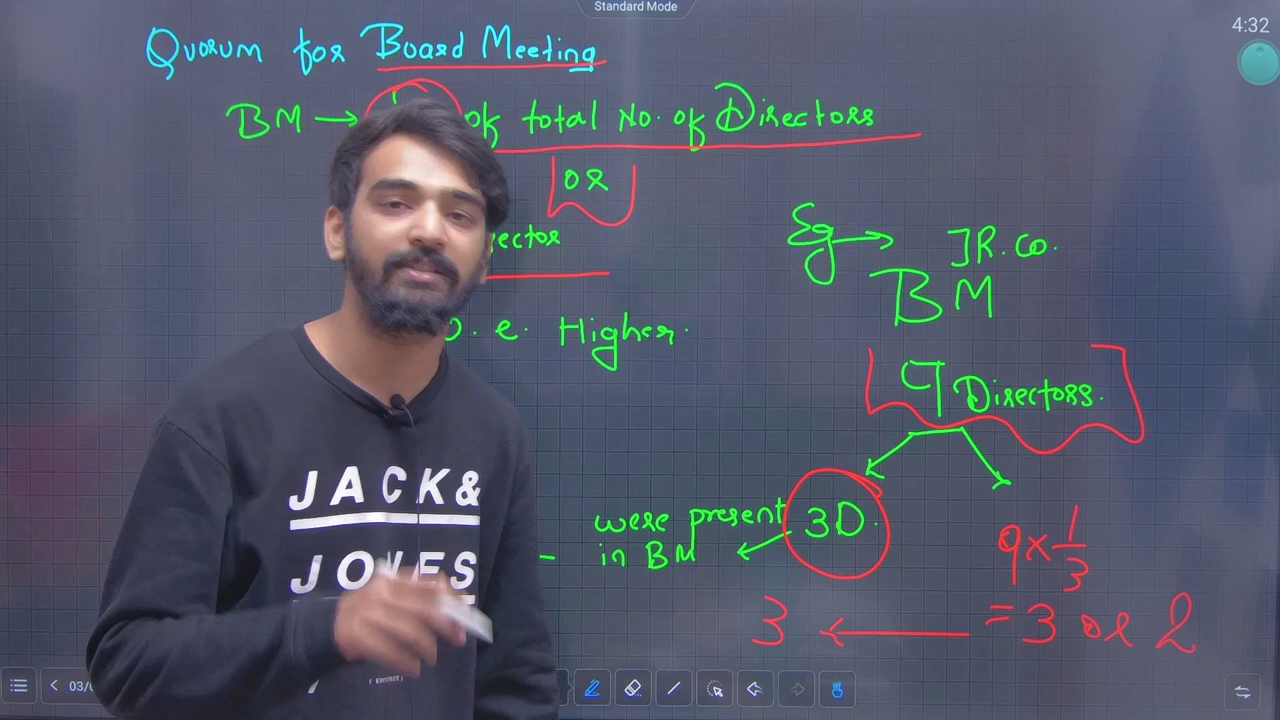 Standard Mode
4:32
Quorum for Board Meeting
BM → of total No. of Directors
or
ector
Eg → JR. Co.
BM
e. Higher.
9 Directors.
were present 3D.
in BM
9 × 1/3
3 ← = 3 or 2
JACK&
JONES
03/